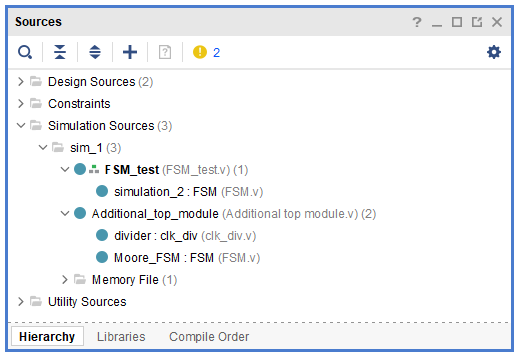 Sources
? _
2
Design Sources (2)
Constraints
Simulation Sources (3)
sim_1 (3)
FSM_test (FSM_test.v) (1)
simulation_2 : FSM (FSM.v)
Additional_top_module (Additional top module.v) (2)
divider : clk_div (clk_div.v)
Moore_FSM : FSM (FSM.v)
Memory File (1)
Utility Sources
Hierarchy Libraries Compile Order